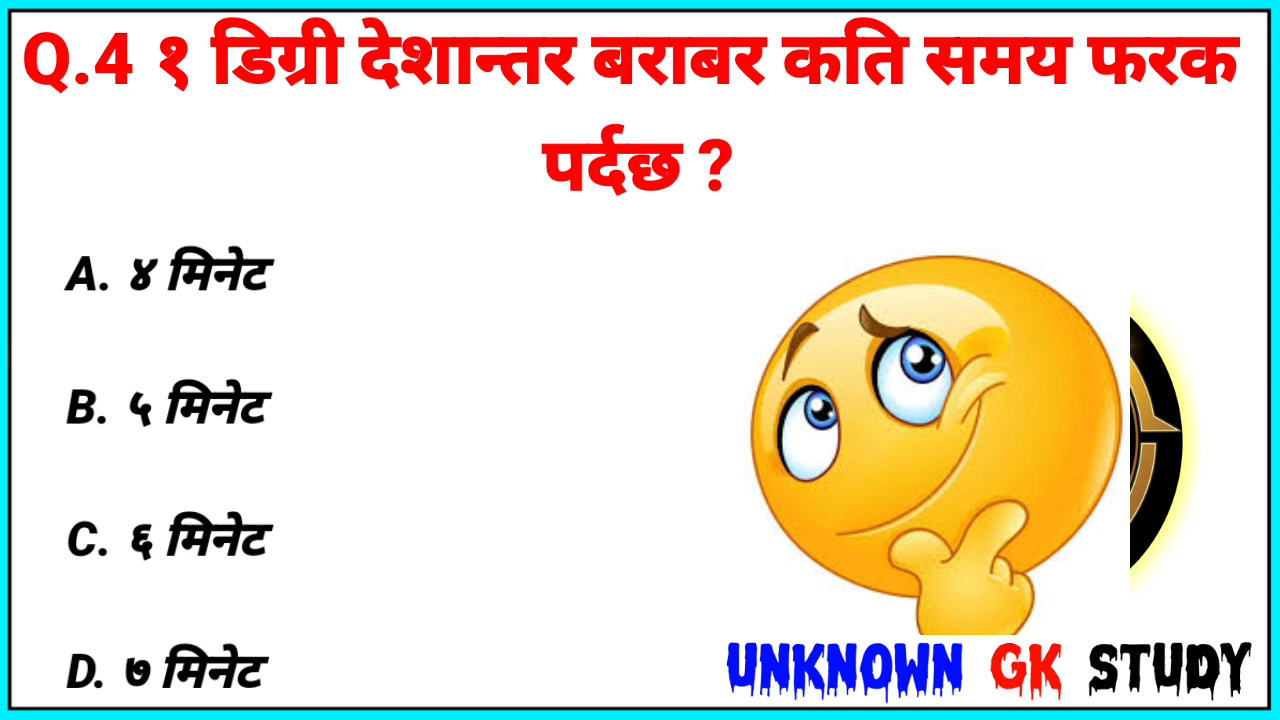 Q.4 १ डिग्री देशान्तर बराबर कति समय फरक
पर्दछ ?
A. ४ मिनेट
B. ५ मिनेट
C. ६ मिनेट
D. ७ मिनेट
UNKNOWN GK STUDY